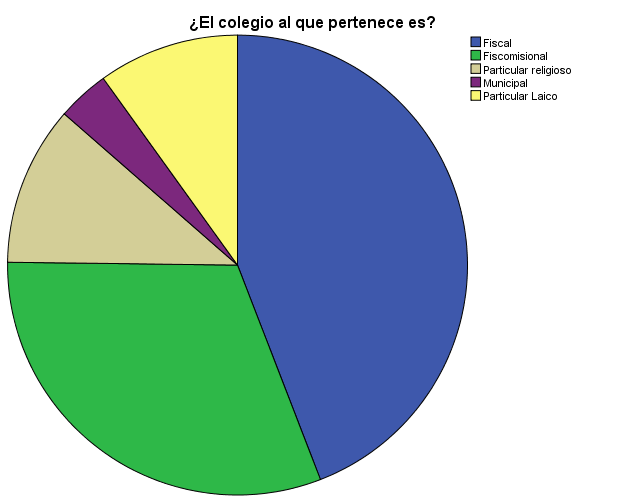 ¿El colegio al que pertenece es?
Fiscal
Fiscomisional
Particular religioso
Municipal
Particular Laico